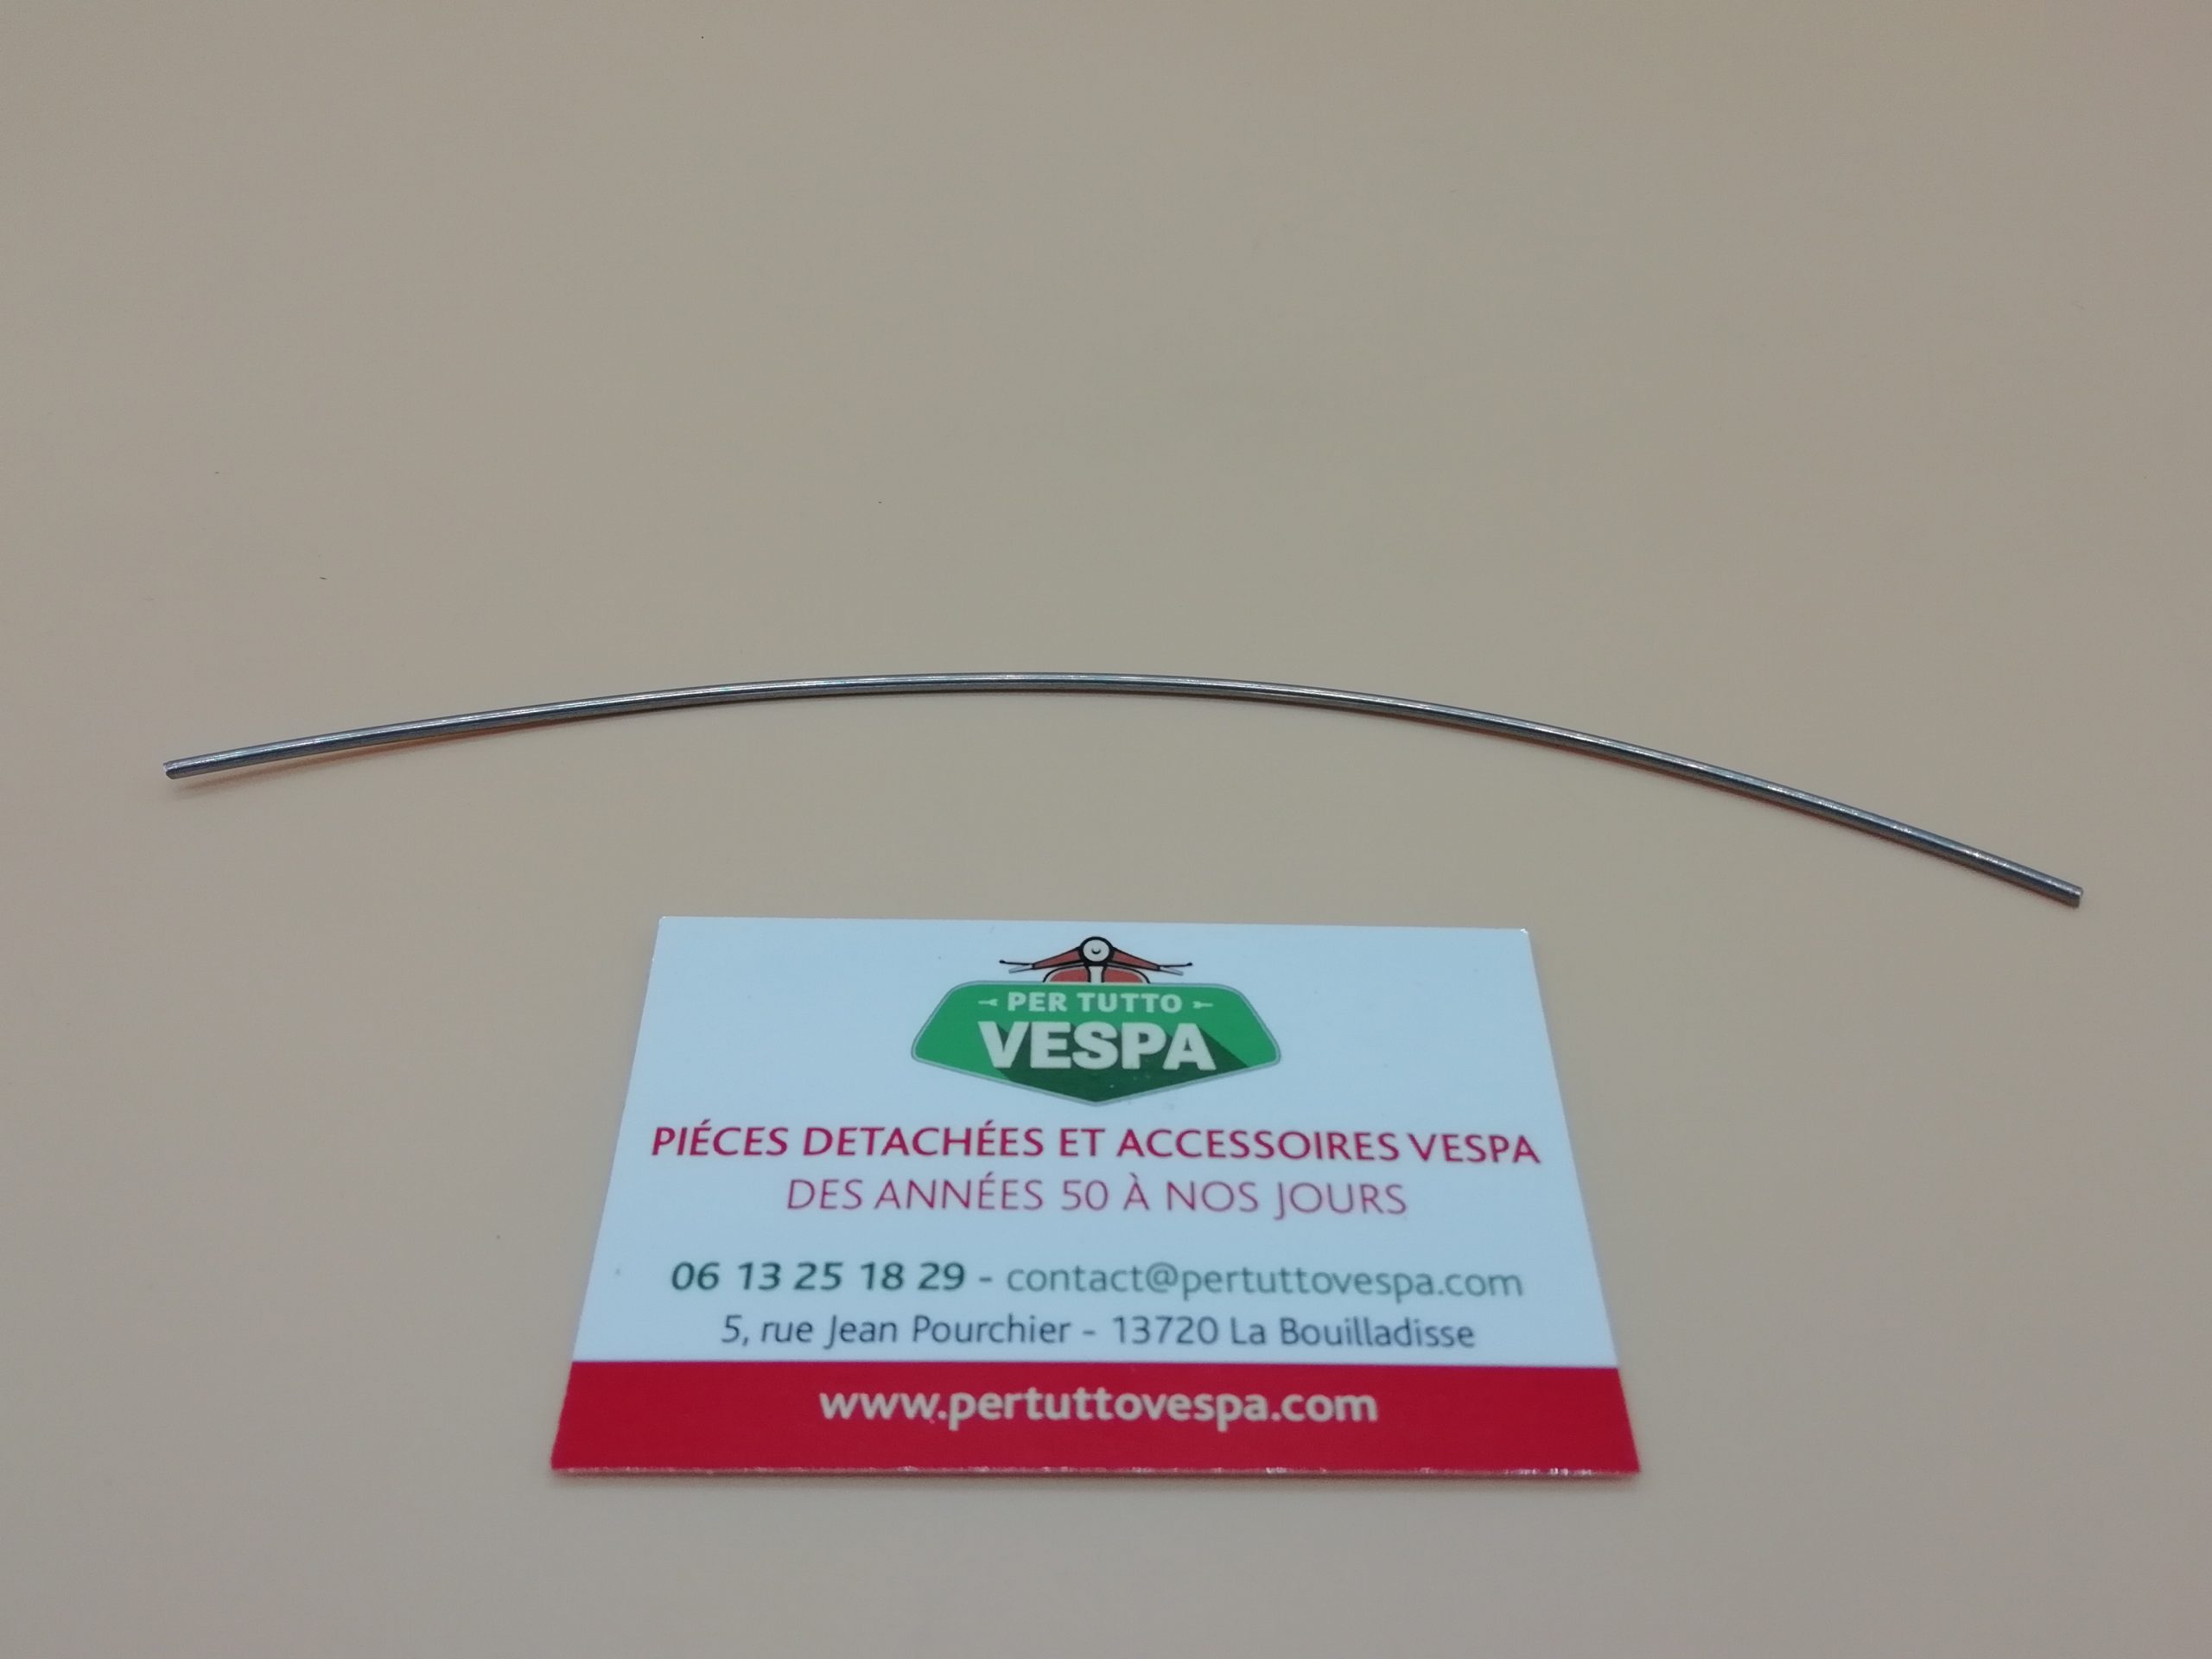 PER TUTTO
VESPA
PIÉCES DETACHÉES ET ACCESSOIRES VESPA
DES ANNÉES 50 À NOS JOURS
06 13 25 18 29 - contact@pertuttovespa.com
5, rue Jean Pourchier - 13720 La Bouilladisse
www.pertuttovespa.com